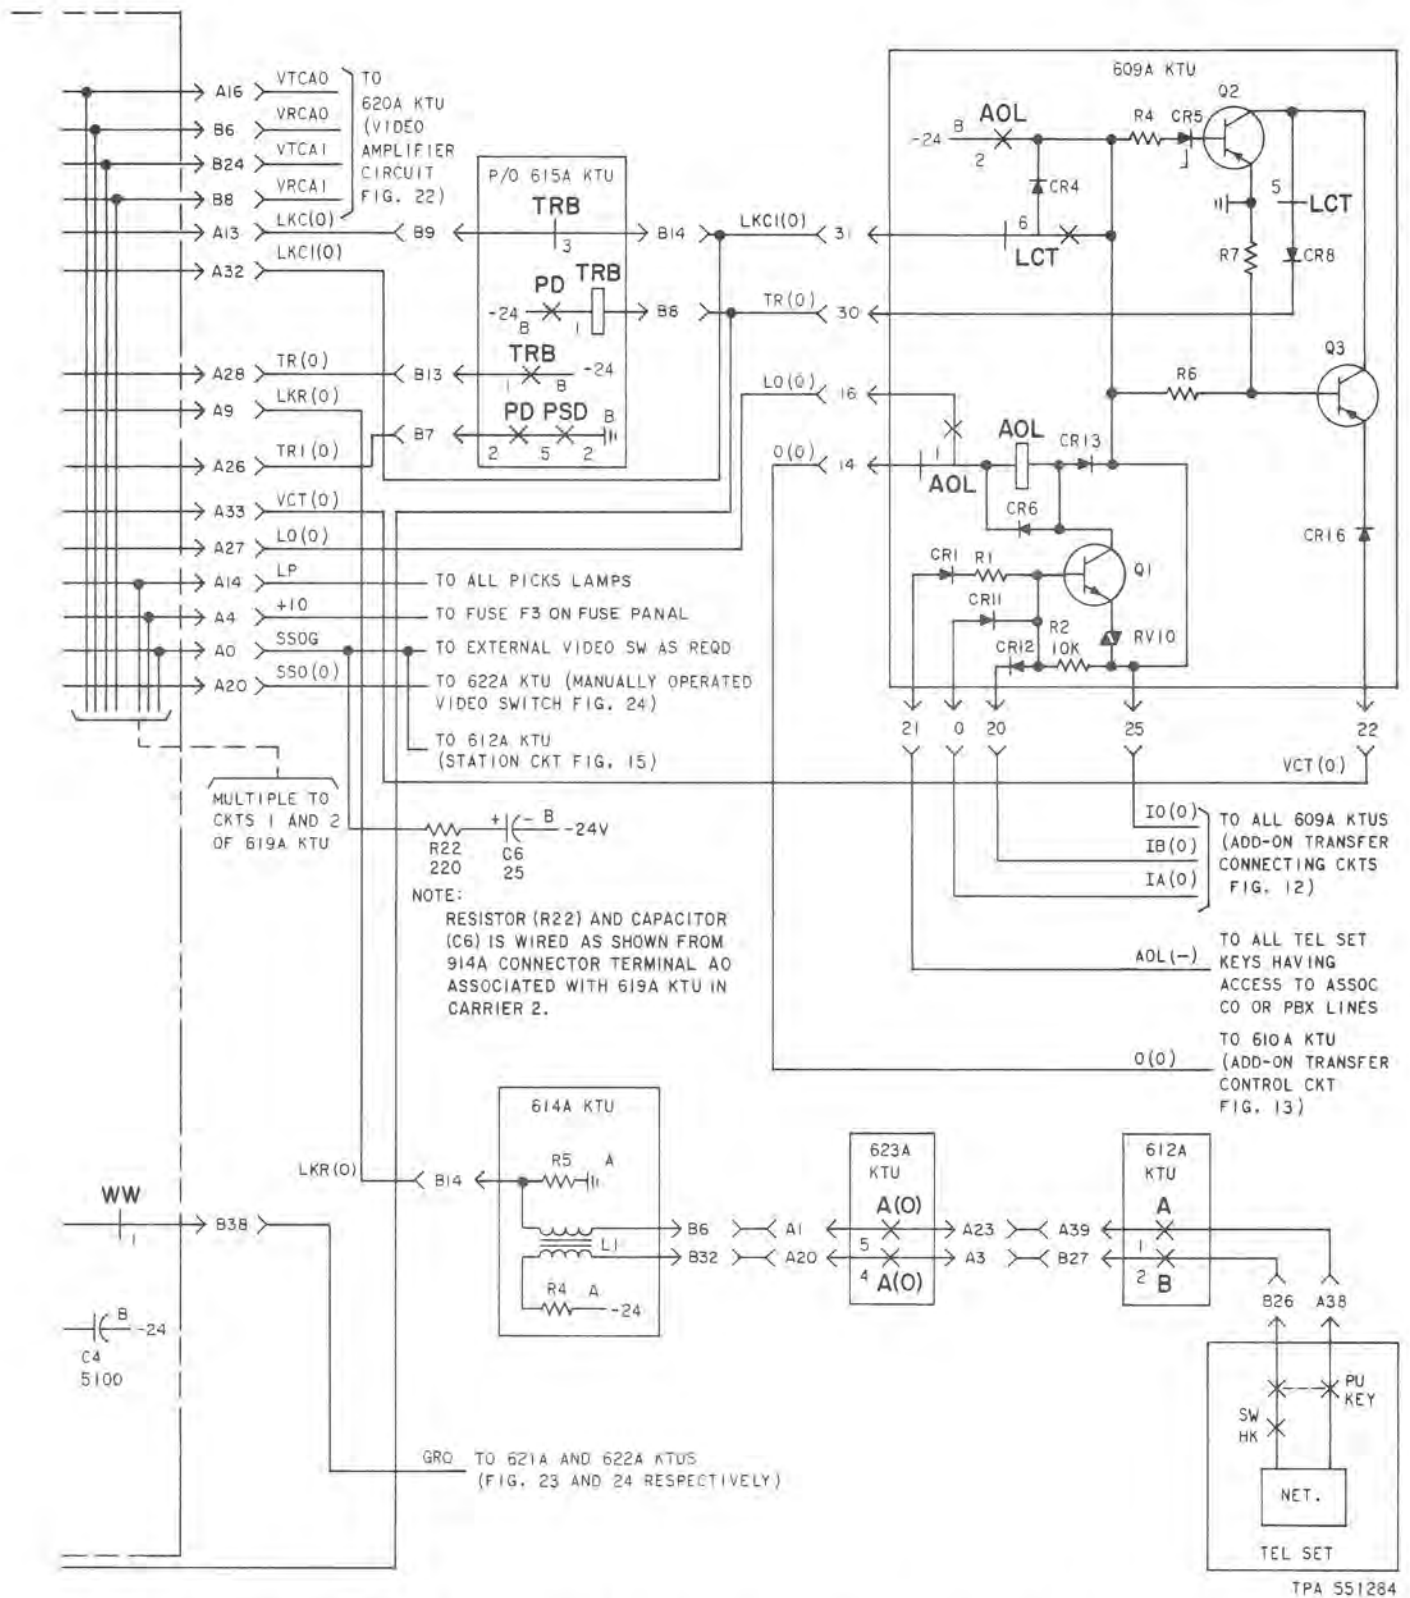 A16 VTCA0
B6 VRCA0
B24 VTCA1
B8 VRCA1
TO
620A KTU
(VIDEO
AMPLIFIER
CIRCUIT
FIG. 22)
A13 LKC(0)
A32 LKC1(0)
A28 TR(0)
A9 LKR(0)
A26 TR1(0)
A33 VCT(0)
A27 LO(0)
A14 LP TO ALL PICKS LAMPS
A4 +10 TO FUSE F3 ON FUSE PANAL
A0 SSOG TO EXTERNAL VIDEO SW AS REQD
A20 SSO(0) TO 622A KTU (MANUALLY OPERATED
VIDEO SWITCH FIG. 24)
TO 612A KTU
(STATION CKT FIG. 15)
MULTIPLE TO
CKTS 1 AND 2
OF 619A KTU
P/O 615A KTU
TRB
B9 3 B14
PD TRB
-24 B 1 B8
TRB
B13 1 B -24
PD PSD B
B7 2 5 2
LKC1(0) 31
TR(0) 30
LO(0) 16
O(0) 14
609A KTU
AOL
-24 B 2
R4 CR5 Q2
1
CR4
6
LCT
5 LCT
R7 CR8
Q3
R6
1
AOL
AOL
CR13
CR6
CR16
CR1 R1 Q1
CR11
R2
10K
RV10
CR12
21 0 20 25 22
VCT(0)
IO(0)
IB(0)
IA(0)
TO ALL 609A KTUS
(ADD-ON TRANSFER
CONNECTING CKTS
FIG. 12)
AOL(-)
TO ALL TEL SET
KEYS HAVING
ACCESS TO ASSOC
CO OR PBX LINES
O(0)
TO 610A KTU
(ADD-ON TRANSFER
CONTROL CKT
FIG. 13)
R22
220
+ - B -24V
C6
25
NOTE:
RESISTOR (R22) AND CAPACITOR
(C6) IS WIRED AS SHOWN FROM
914A CONNECTOR TERMINAL AO
ASSOCIATED WITH 619A KTU IN
CARRIER 2.
614A KTU
LKR(0) B14
R5 A
L1
R4 A -24
B6 A1
B32 A20
623A
KTU
A(0)
5
4 A(0)
A23 A39
A3 B27
612A
KTU
A
1
2 B
B26 A38
PU
KEY
SW
HK
NET.
TEL SET
WW
1 B38
B -24
C4
5100
GRO TO 621A AND 622A KTUS
(FIG. 23 AND 24 RESPECTIVELY)
TPA 551284